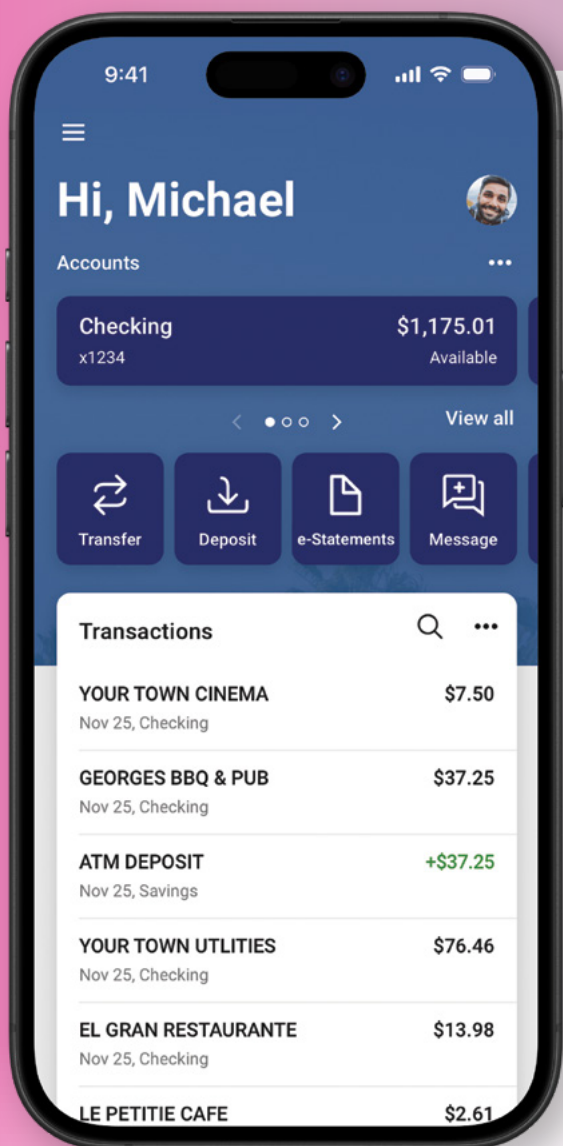 9:41
Hi, Michael
Accounts
Checking $1,175.01
x1234 Available
View all
Transfer Deposit e-Statements Message
Transactions
YOUR TOWN CINEMA $7.50
Nov 25, Checking
GEORGES BBQ & PUB $37.25
Nov 25, Checking
ATM DEPOSIT +$37.25
Nov 25, Savings
YOUR TOWN UTLITIES $76.46
Nov 25, Checking
EL GRAN RESTAURANTE $13.98
Nov 25, Checking
LE PETITIE CAFE $2.61